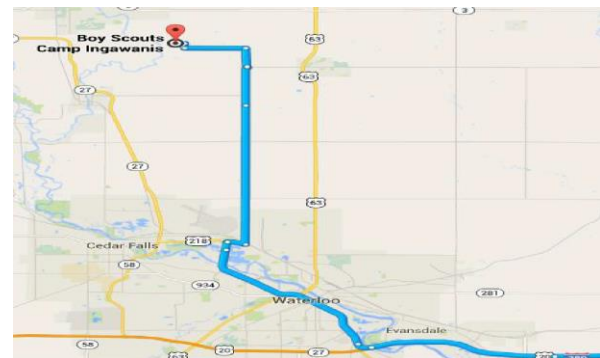 Boy Scouts
Camp Ingawanis
63
3
63
27
27
63
Cedar Falls
218
58
934
281
Waterloo
Evansdale
58
20
27
63